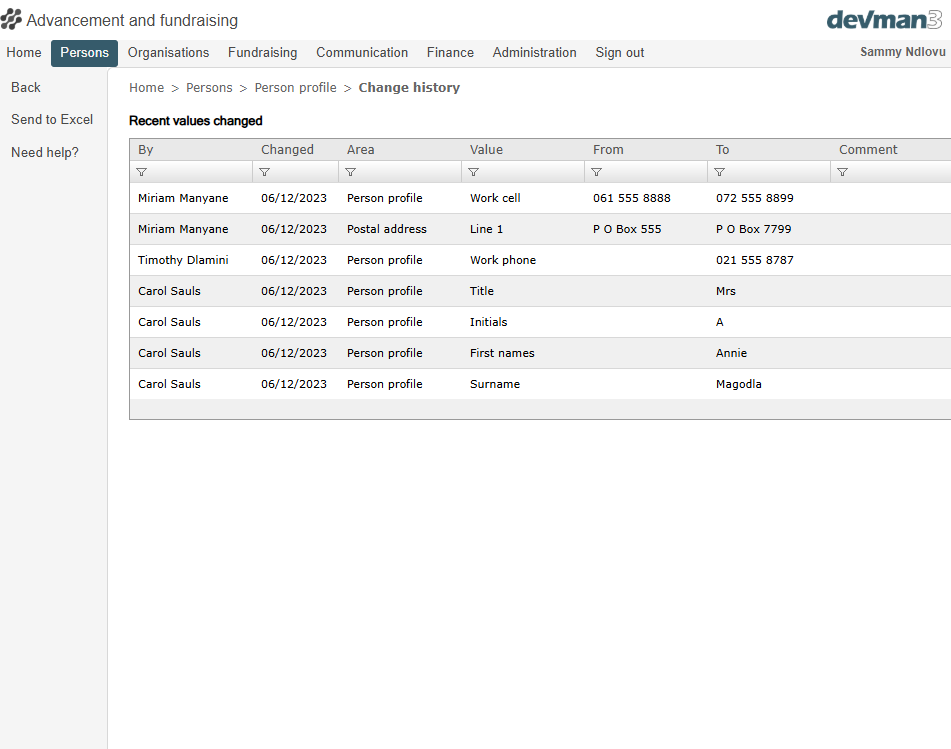 Advancement and fundraising
devman3
Home Persons Organisations Fundraising Communication Finance Administration Sign out Sammy Ndlovu
Back
Send to Excel
Need help?
Home > Persons > Person profile > Change history
Recent values changed
By Changed Area Value From To Comment
Miriam Manyane 06/12/2023 Person profile Work cell 061 555 8888 072 555 8899
Miriam Manyane 06/12/2023 Postal address Line 1 P O Box 555 P O Box 7799
Timothy Dlamini 06/12/2023 Person profile Work phone 021 555 8787
Carol Sauls 06/12/2023 Person profile Title Mrs
Carol Sauls 06/12/2023 Person profile Initials A
Carol Sauls 06/12/2023 Person profile First names Annie
Carol Sauls 06/12/2023 Person profile Surname Magodla